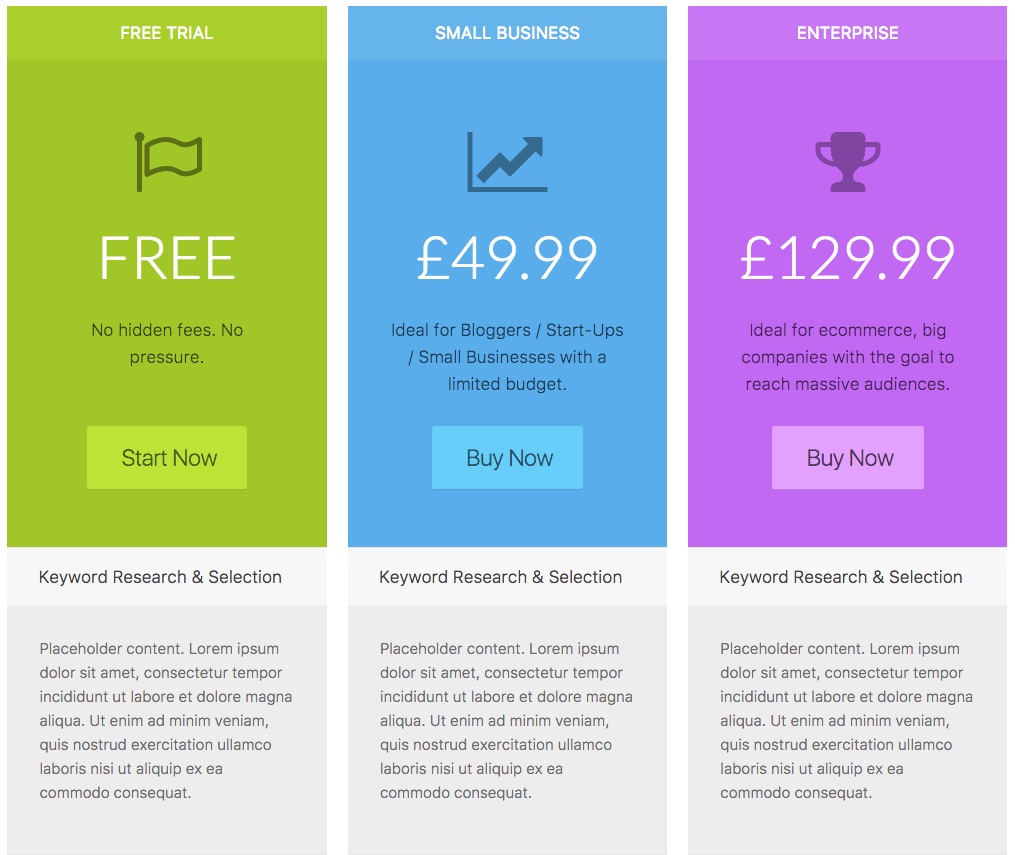 FREE TRIAL
FREE
No hidden fees. No
pressure.
Start Now
Keyword Research & Selection
Placeholder content. Lorem ipsum
dolor sit amet, consectetur tempor
incididunt ut labore et dolore magna
aliqua. Ut enim ad minim veniam,
quis nostrud exercitation ullamco
laboris nisi ut aliquip ex ea
commodo consequat.
SMALL BUSINESS
£49.99
Ideal for Bloggers / Start-Ups
/ Small Businesses with a
limited budget.
Buy Now
Keyword Research & Selection
Placeholder content. Lorem ipsum
dolor sit amet, consectetur tempor
incididunt ut labore et dolore magna
aliqua. Ut enim ad minim veniam,
quis nostrud exercitation ullamco
laboris nisi ut aliquip ex ea
commodo consequat.
ENTERPRISE
£129.99
Ideal for ecommerce, big
companies with the goal to
reach massive audiences.
Buy Now
Keyword Research & Selection
Placeholder content. Lorem ipsum
dolor sit amet, consectetur tempor
incididunt ut labore et dolore magna
aliqua. Ut enim ad minim veniam,
quis nostrud exercitation ullamco
laboris nisi ut aliquip ex ea
commodo consequat.